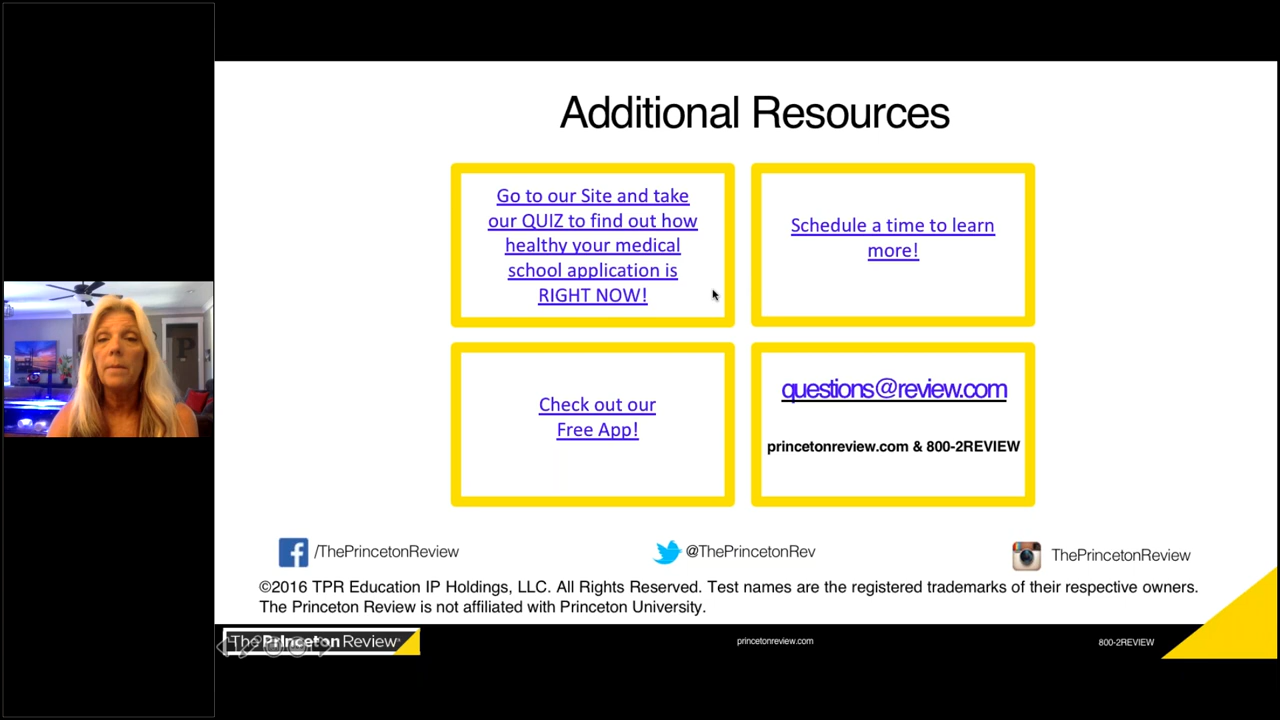 Additional Resources
Go to our Site and take
our QUIZ to find out how
healthy your medical
school application is
RIGHT NOW!
Schedule a time to learn
more!
Check out our
Free App!
questions@review.com
princetonreview.com & 800-2REVIEW
/ThePrincetonReview
@ThePrincetonRev
ThePrincetonReview
©2016 TPR Education IP Holdings, LLC. All Rights Reserved. Test names are the registered trademarks of their respective owners.
The Princeton Review is not affiliated with Princeton University.
The Princeton Review
princetonreview.com
800-2REVIEW